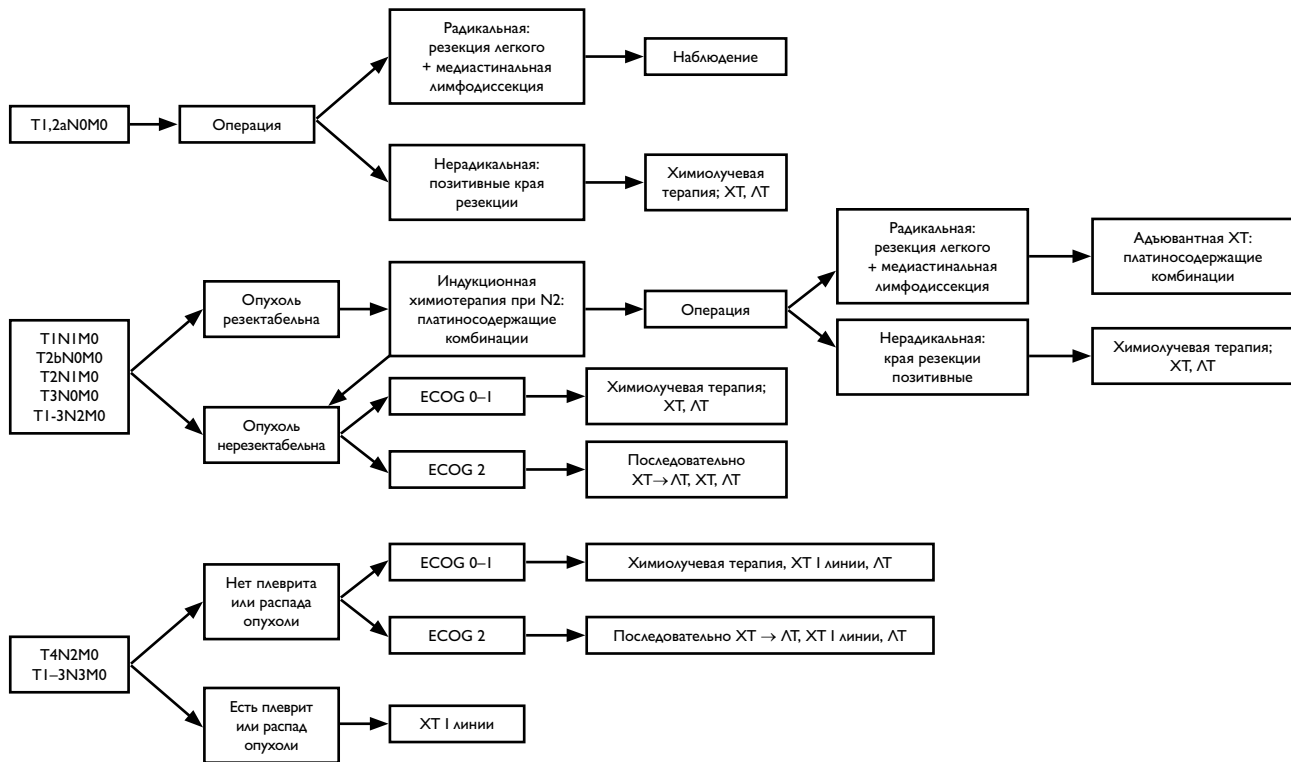 Радикальная:
резекция легкого
+ медиастинальная
лимфодиссекция
Наблюдение
T1,2aN0M0
Операция
Нерадикальная:
позитивные края
резекции
Химиолучевая
терапия; ХТ, ЛТ
Опухоль
резектабельна
Индукционная
химиотерапия при N2:
платиносодержащие
комбинации
Операция
Радикальная:
резекция легкого
+ медиастинальная
лимфодиссекция
Адъювантная ХТ:
платиносодержащие
комбинации
Нерадикальная:
края резекции
позитивные
Химиолучевая терапия;
ХТ, ЛТ
T1N1M0
T2bN0M0
T2N1M0
T3N0M0
T1-3N2M0
Опухоль
нерезектабельна
ECOG 0–1
Химиолучевая терапия;
ХТ, ЛТ
ECOG 2
Последовательно
ХТ→ЛТ, ХТ, ЛТ
T4N2M0
T1–3N3M0
Нет плеврита
или распада
опухоли
ECOG 0–1
Химиолучевая терапия, ХТ I линии, ЛТ
ECOG 2
Последовательно ХТ → ЛТ, ХТ I линии, ЛТ
Есть плеврит
или распад
опухоли
ХТ I линии